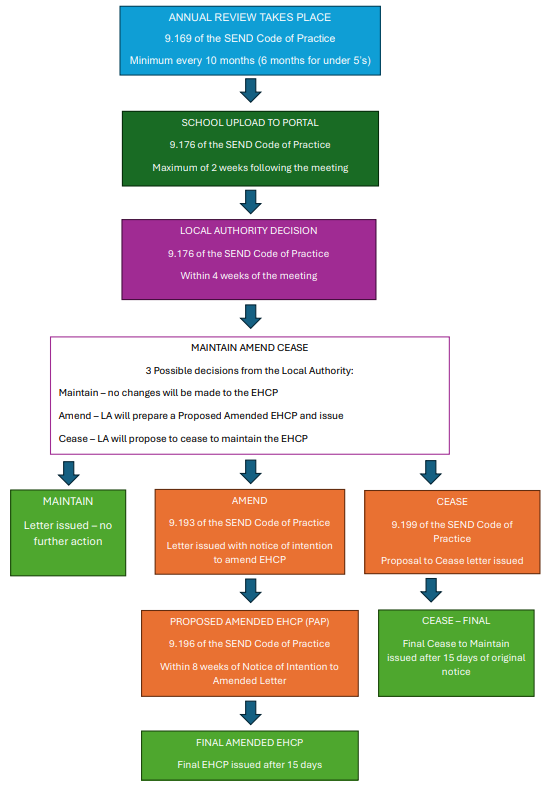 ANNUAL REVIEW TAKES PLACE
9.169 of the SEND Code of Practice
Minimum every 10 months (6 months for under 5's)
SCHOOL UPLOAD TO PORTAL
9.176 of the SEND Code of Practice
Maximum of 2 weeks following the meeting
LOCAL AUTHORITY DECISION
9.176 of the SEND Code of Practice
Within 4 weeks of the meeting
MAINTAIN AMEND CEASE
3 Possible decisions from the Local Authority:
Maintain – no changes will be made to the EHCP
Amend – LA will prepare a Proposed Amended EHCP and issue
Cease – LA will propose to cease to maintain the EHCP
MAINTAIN
Letter issued – no
further action
AMEND
9.193 of the SEND Code of Practice
Letter issued with notice of intention
to amend EHCP
CEASE
9.199 of the SEND Code of
Practice
Proposal to Cease letter issued
PROPOSED AMENDED EHCP (PAP)
9.196 of the SEND Code of Practice
Within 8 weeks of Notice of Intention to
Amended Letter
CEASE – FINAL
Final Cease to Maintain
issued after 15 days of original
notice
FINAL AMENDED EHCP
Final EHCP issued after 15 days